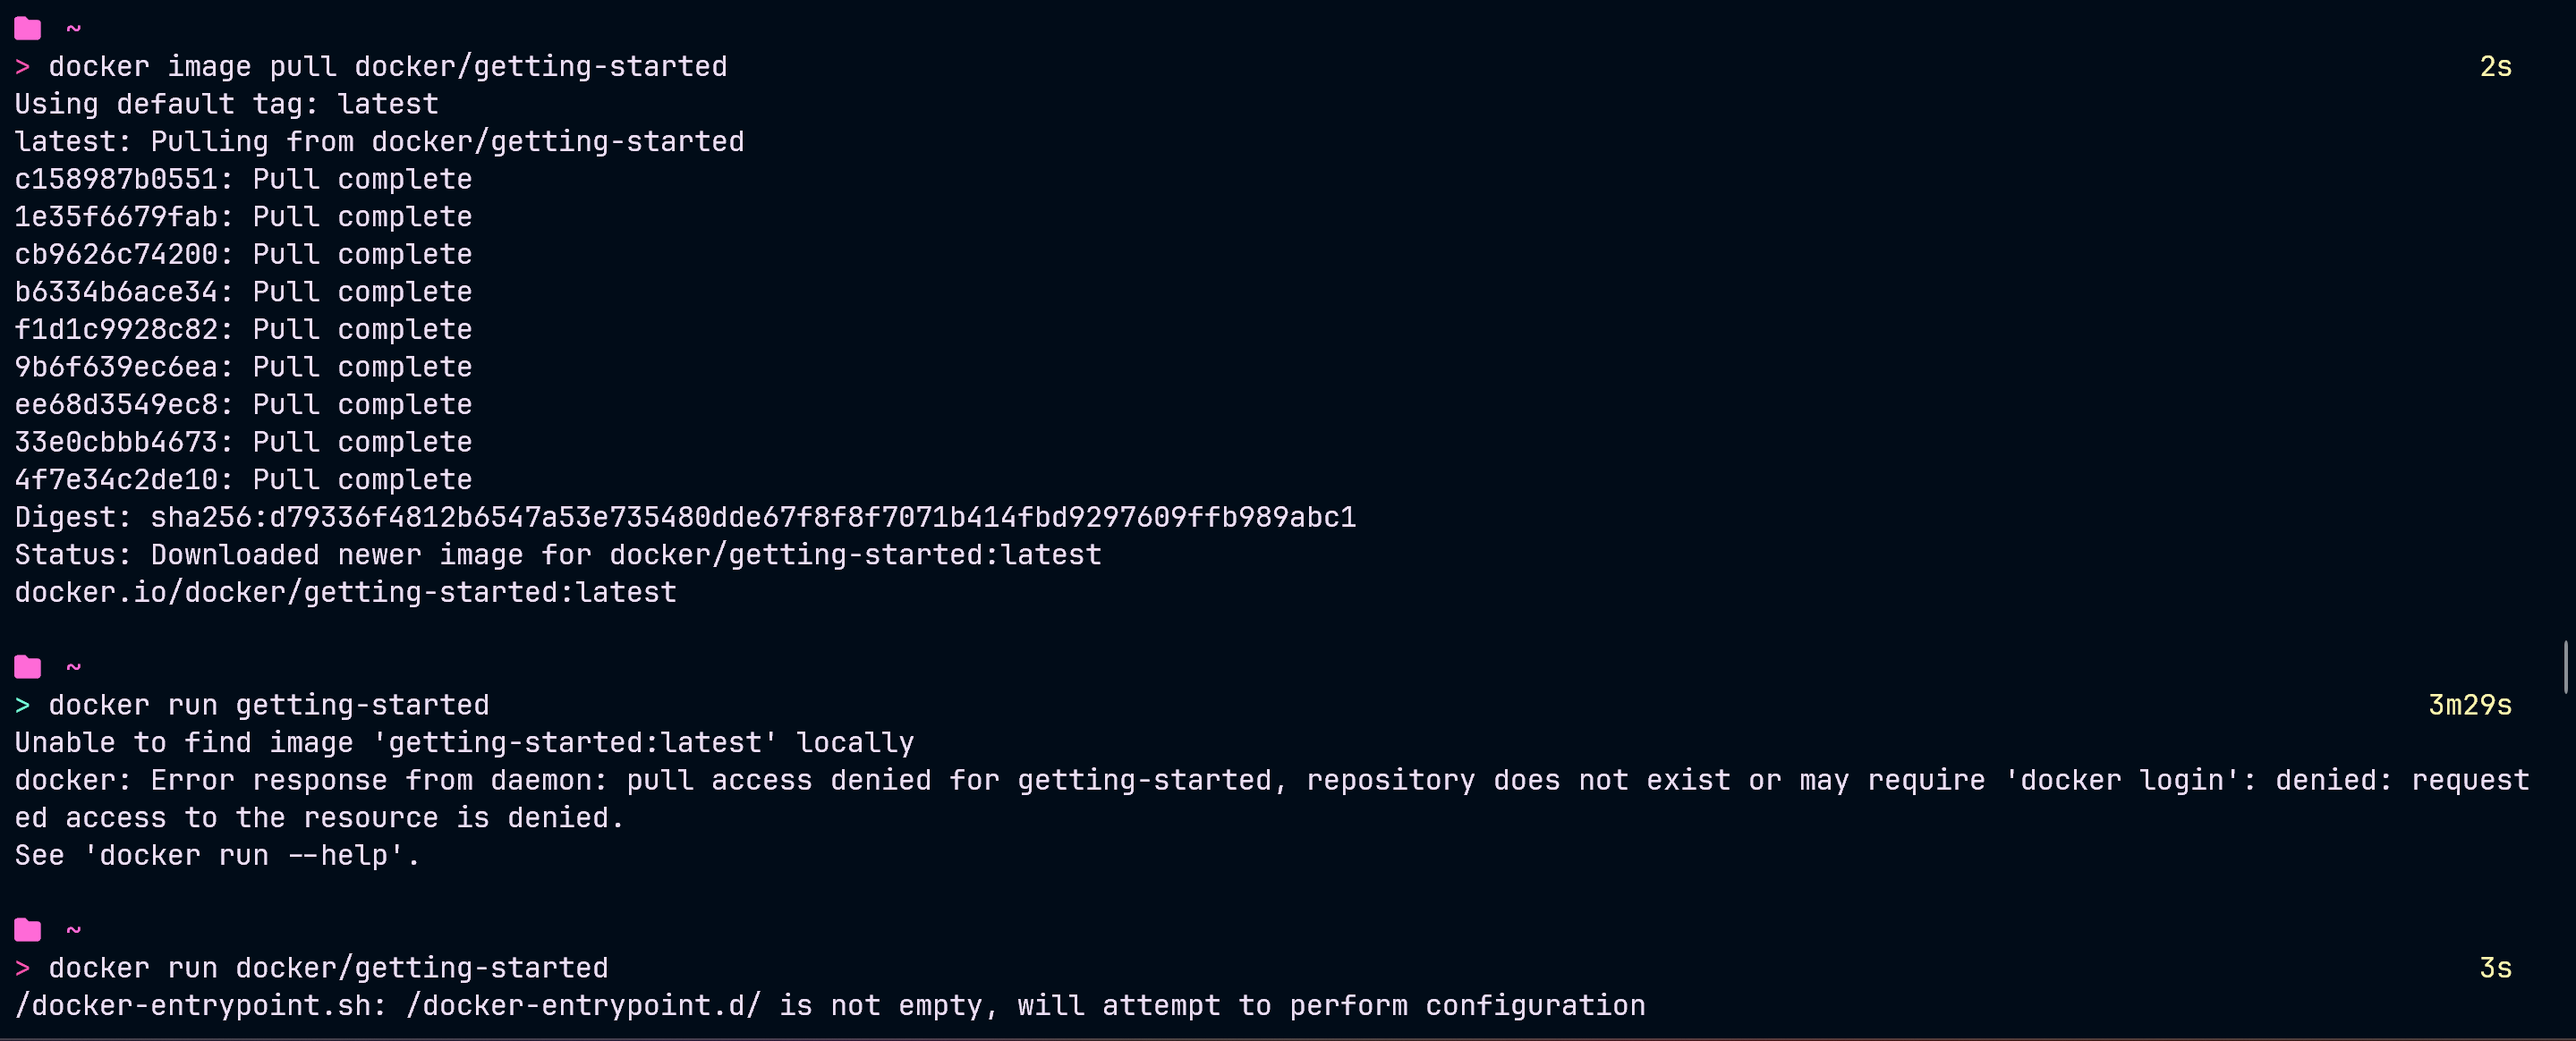 ~
> docker image pull docker/getting-started 2s
Using default tag: latest
latest: Pulling from docker/getting-started
c158987b0551: Pull complete
1e35f6679fab: Pull complete
cb9626c74200: Pull complete
b6334b6ace34: Pull complete
f1d1c9928c82: Pull complete
9b6f639ec6ea: Pull complete
ee68d3549ec8: Pull complete
33e0cbbb4673: Pull complete
4f7e34c2de10: Pull complete
Digest: sha256:d79336f4812b6547a53e735480dde67f8f8f7071b414fbd9297609ffb989abc1
Status: Downloaded newer image for docker/getting-started:latest
docker.io/docker/getting-started:latest
~
> docker run getting-started 3m29s
Unable to find image 'getting-started:latest' locally
docker: Error response from daemon: pull access denied for getting-started, repository does not exist or may require 'docker login': denied: request
ed access to the resource is denied.
See 'docker run --help'.
~
> docker run docker/getting-started 3s
/docker-entrypoint.sh: /docker-entrypoint.d/ is not empty, will attempt to perform configuration